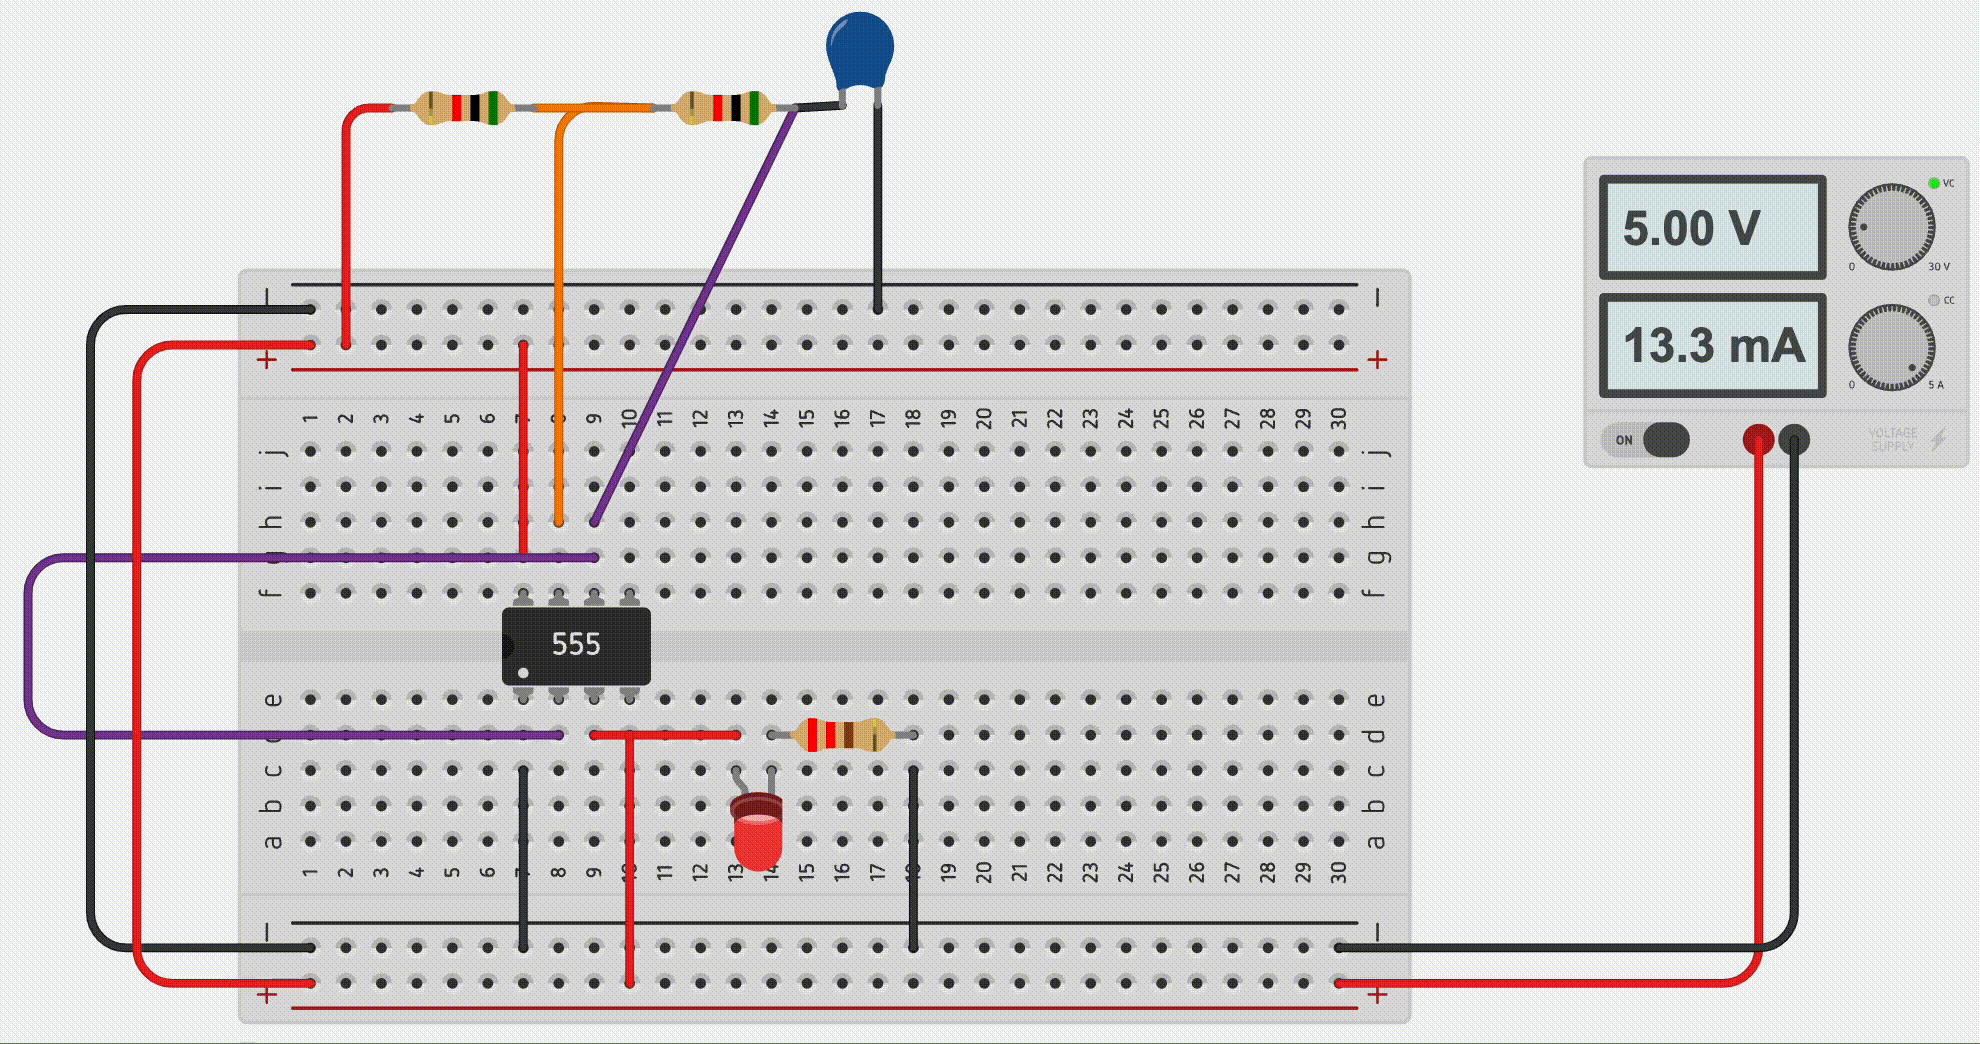 VC
5.00 V
0 30 V
CC
13.3 mA
0 5 A
ON
VOLTAGE
SUPPLY
− −
+ +
1 2 3 4 5 6 7 8 9 10 11 12 13 14 15 16 17 18 19 20 21 22 23 24 25 26 27 28 29 30
j j
i i
h h
g g
f f
555
e e
d
c c
b b
a a
1 2 3 4 5 6 7 8 9 10 11 12 13 14 15 16 17 18 19 20 21 22 23 24 25 26 27 28 29 30
− −
+ +